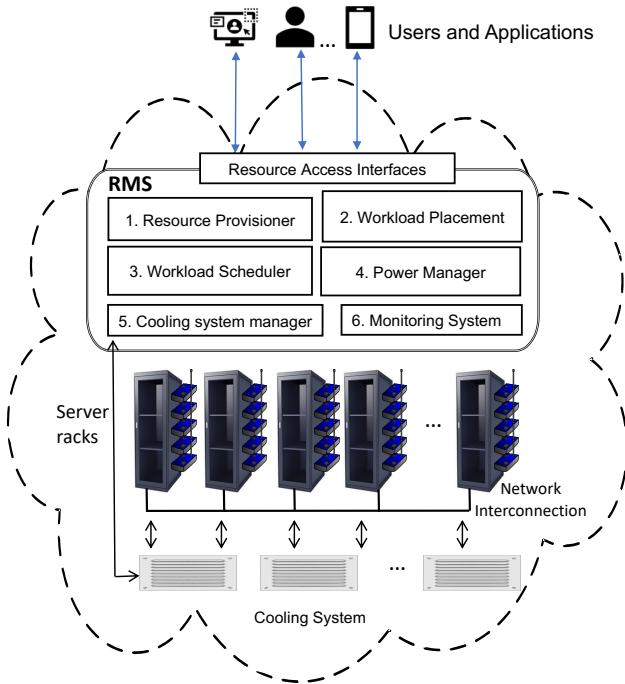 Users and Applications
...
Resource Access Interfaces
RMS
1. Resource Provisioner
2. Workload Placement
3. Workload Scheduler
4. Power Manager
5. Cooling system manager
6. Monitoring System
Server
racks
...
Network
Interconnection
...
Cooling System